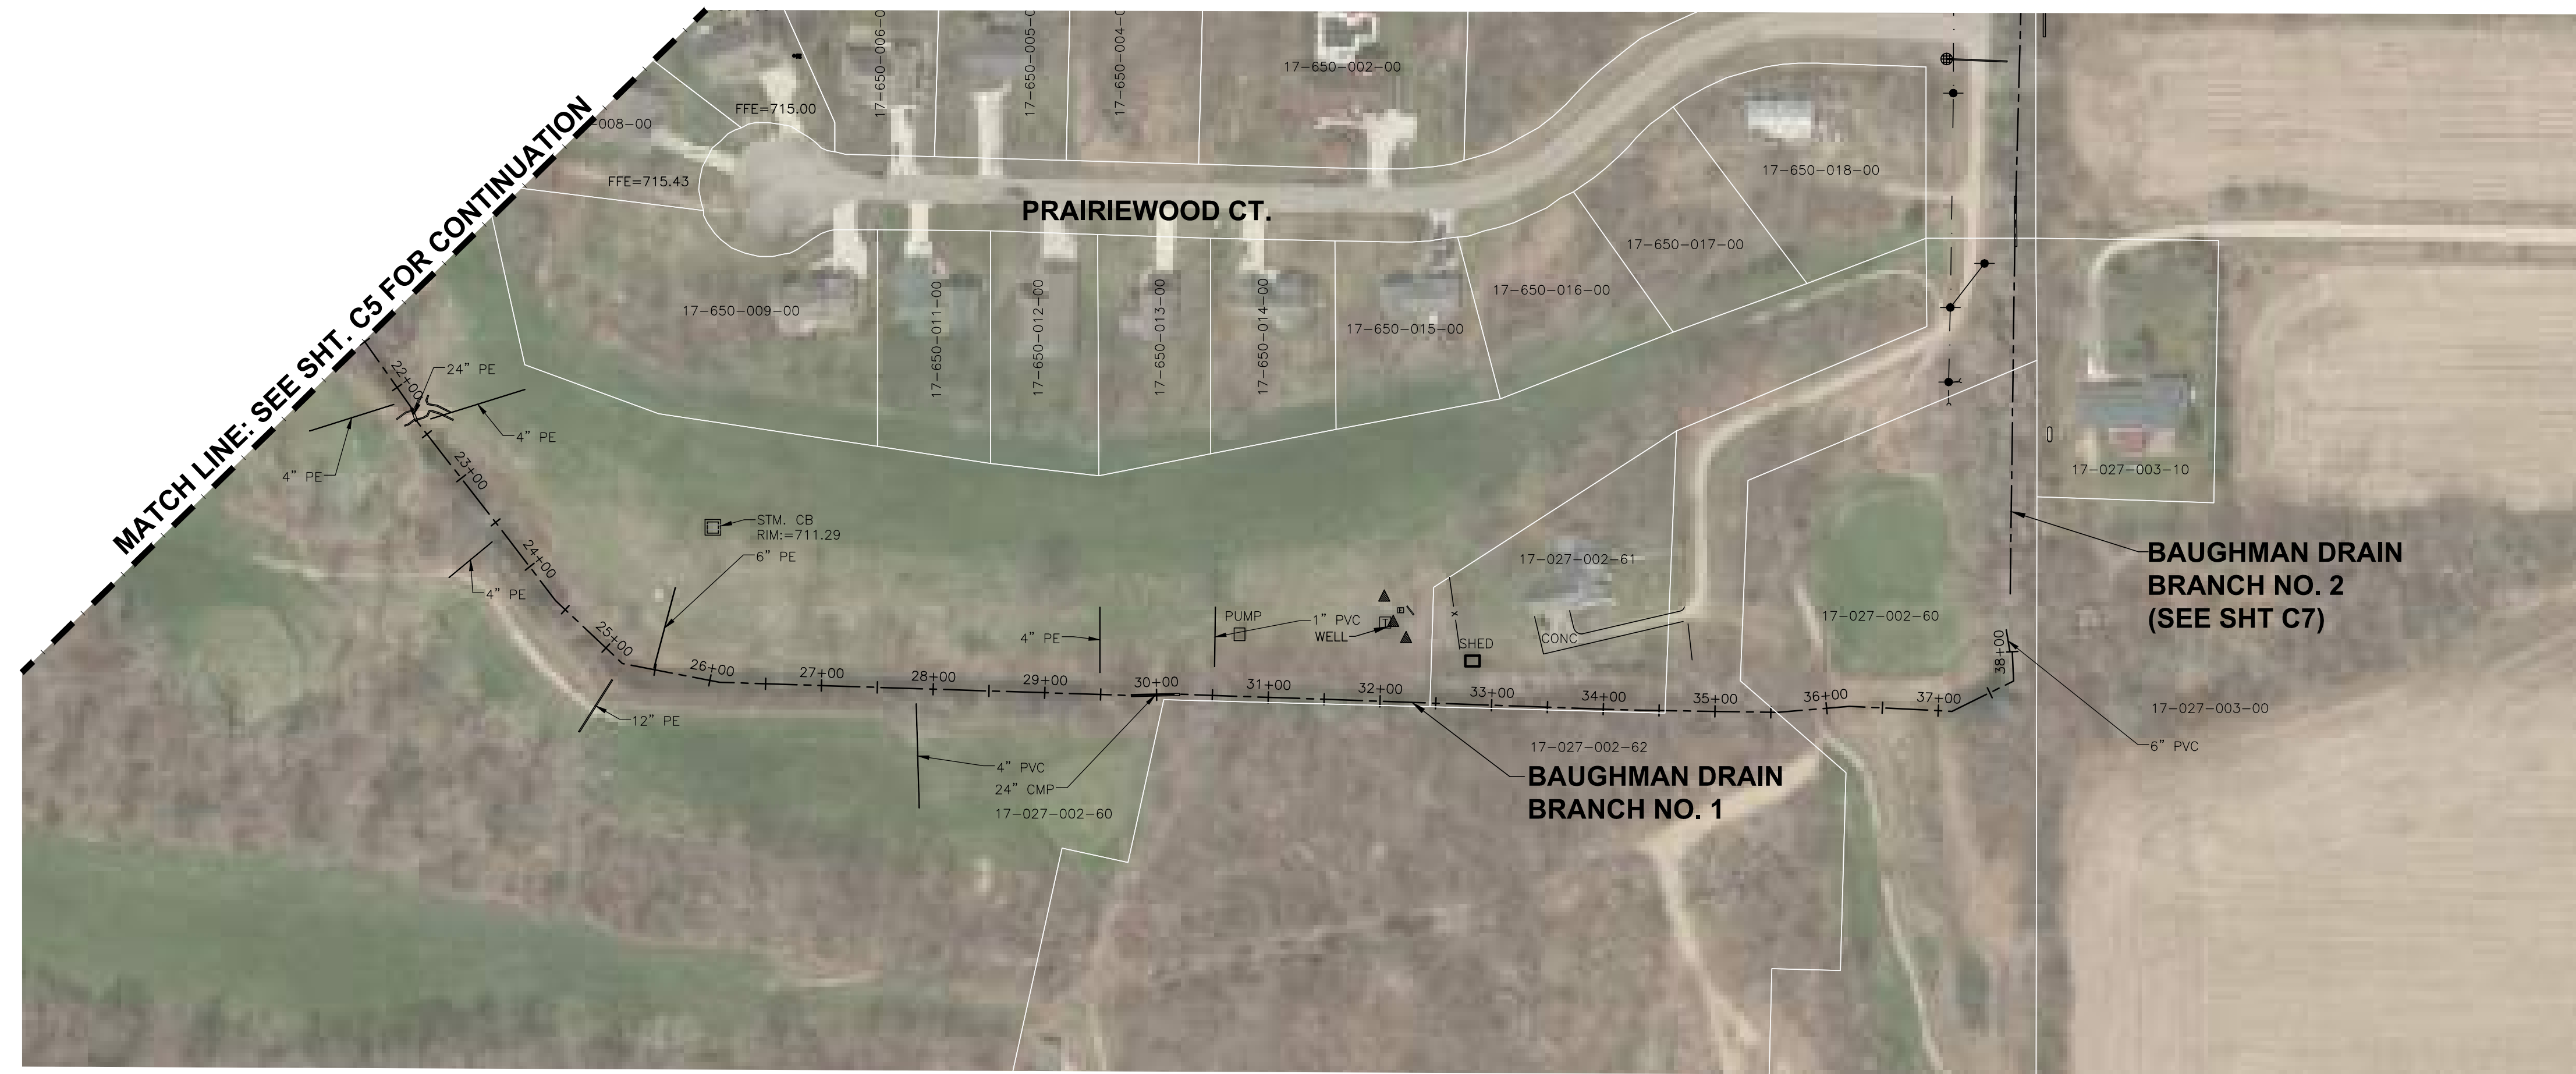 17-650-006-0
17-650-005-0
17-650-004-
17-650-002-00
FFE=715.00
-008-00
FFE=715.43
17-650-018-00
PRAIRIEWOOD CT.
17-650-017-00
17-650-016-00
17-650-009-00
17-650-011-00
17-650-012-00
17-650-013-00
17-650-014-00
17-650-015-00
MATCH LINE: SEE SHT. C5 FOR CONTINUATION
22+00
24" PE
4" PE
4" PE
23+00
17-027-003-10
STM. CB
RIM:=711.29
6" PE
24+00
4" PE
17-027-002-61
BAUGHMAN DRAIN
BRANCH NO. 2
(SEE SHT C7)
25+00
4" PE
PUMP
1" PVC
WELL
SHED
CONC
17-027-002-60
38+00
26+00
27+00
28+00
29+00
30+00
31+00
32+00
33+00
34+00
35+00
36+00
37+00
12" PE
17-027-003-00
6" PVC
4" PVC
24" CMP
17-027-002-60
17-027-002-62
BAUGHMAN DRAIN
BRANCH NO. 1